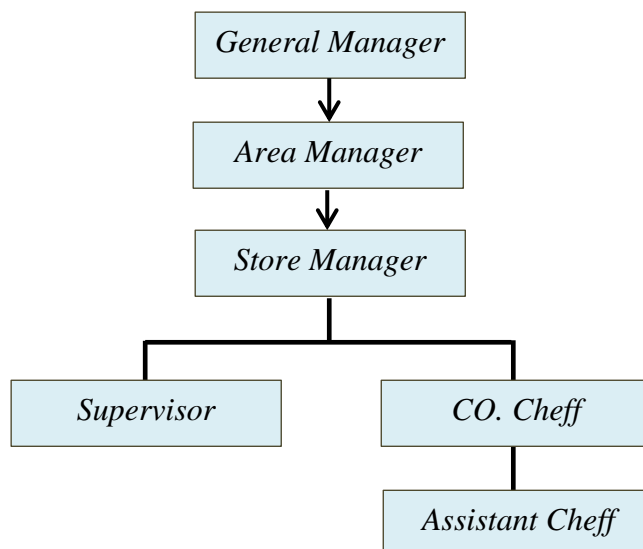 General Manager
Area Manager
Store Manager
Supervisor
CO. Cheff
Assistant Cheff